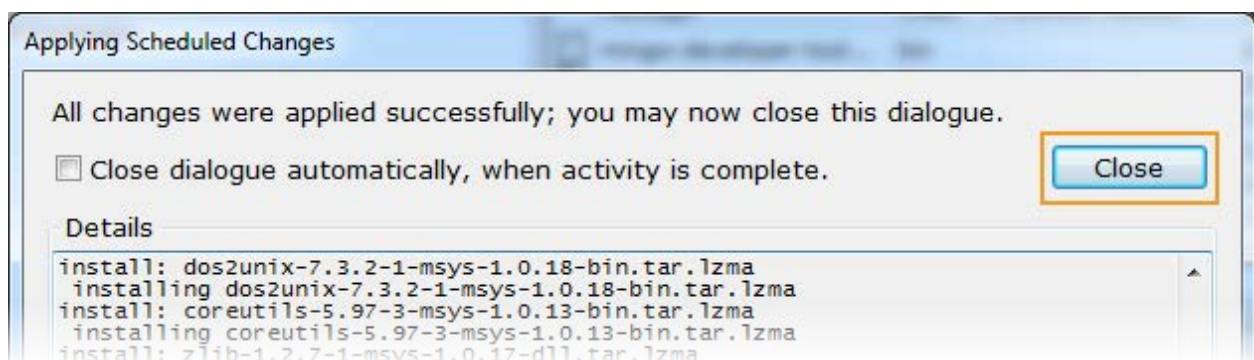 Applying Scheduled Changes
All changes were applied successfully; you may now close this dialogue.
Close dialogue automatically, when activity is complete.
Close
Details
install: dos2unix-7.3.2-1-msys-1.0.18-bin.tar.lzma
installing dos2unix-7.3.2-1-msys-1.0.18-bin.tar.lzma
install: coreutils-5.97-3-msys-1.0.13-bin.tar.lzma
installing coreutils-5.97-3-msys-1.0.13-bin.tar.lzma
install: zlib-1.2.7-1-msys-1.0.17-dll.tar.lzma